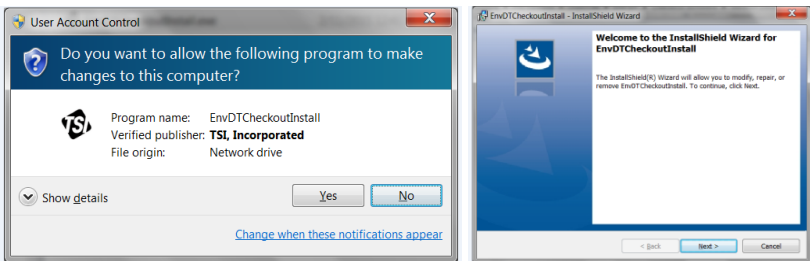 User Account Control
Do you want to allow the following program to make
changes to this computer?
TSI
Program name: EnvDTCheckoutInstall
Verified publisher: TSI, Incorporated
File origin: Network drive
Show details
Yes
No
Change when these notifications appear
EnvDTCheckoutInstall - InstallShield Wizard
Welcome to the InstallShield Wizard for
EnvDTCheckoutInstall
The InstallShield(R) Wizard will allow you to modify, repair, or
remove EnvDTCheckoutInstall. To continue, click Next.
< Back
Next >
Cancel